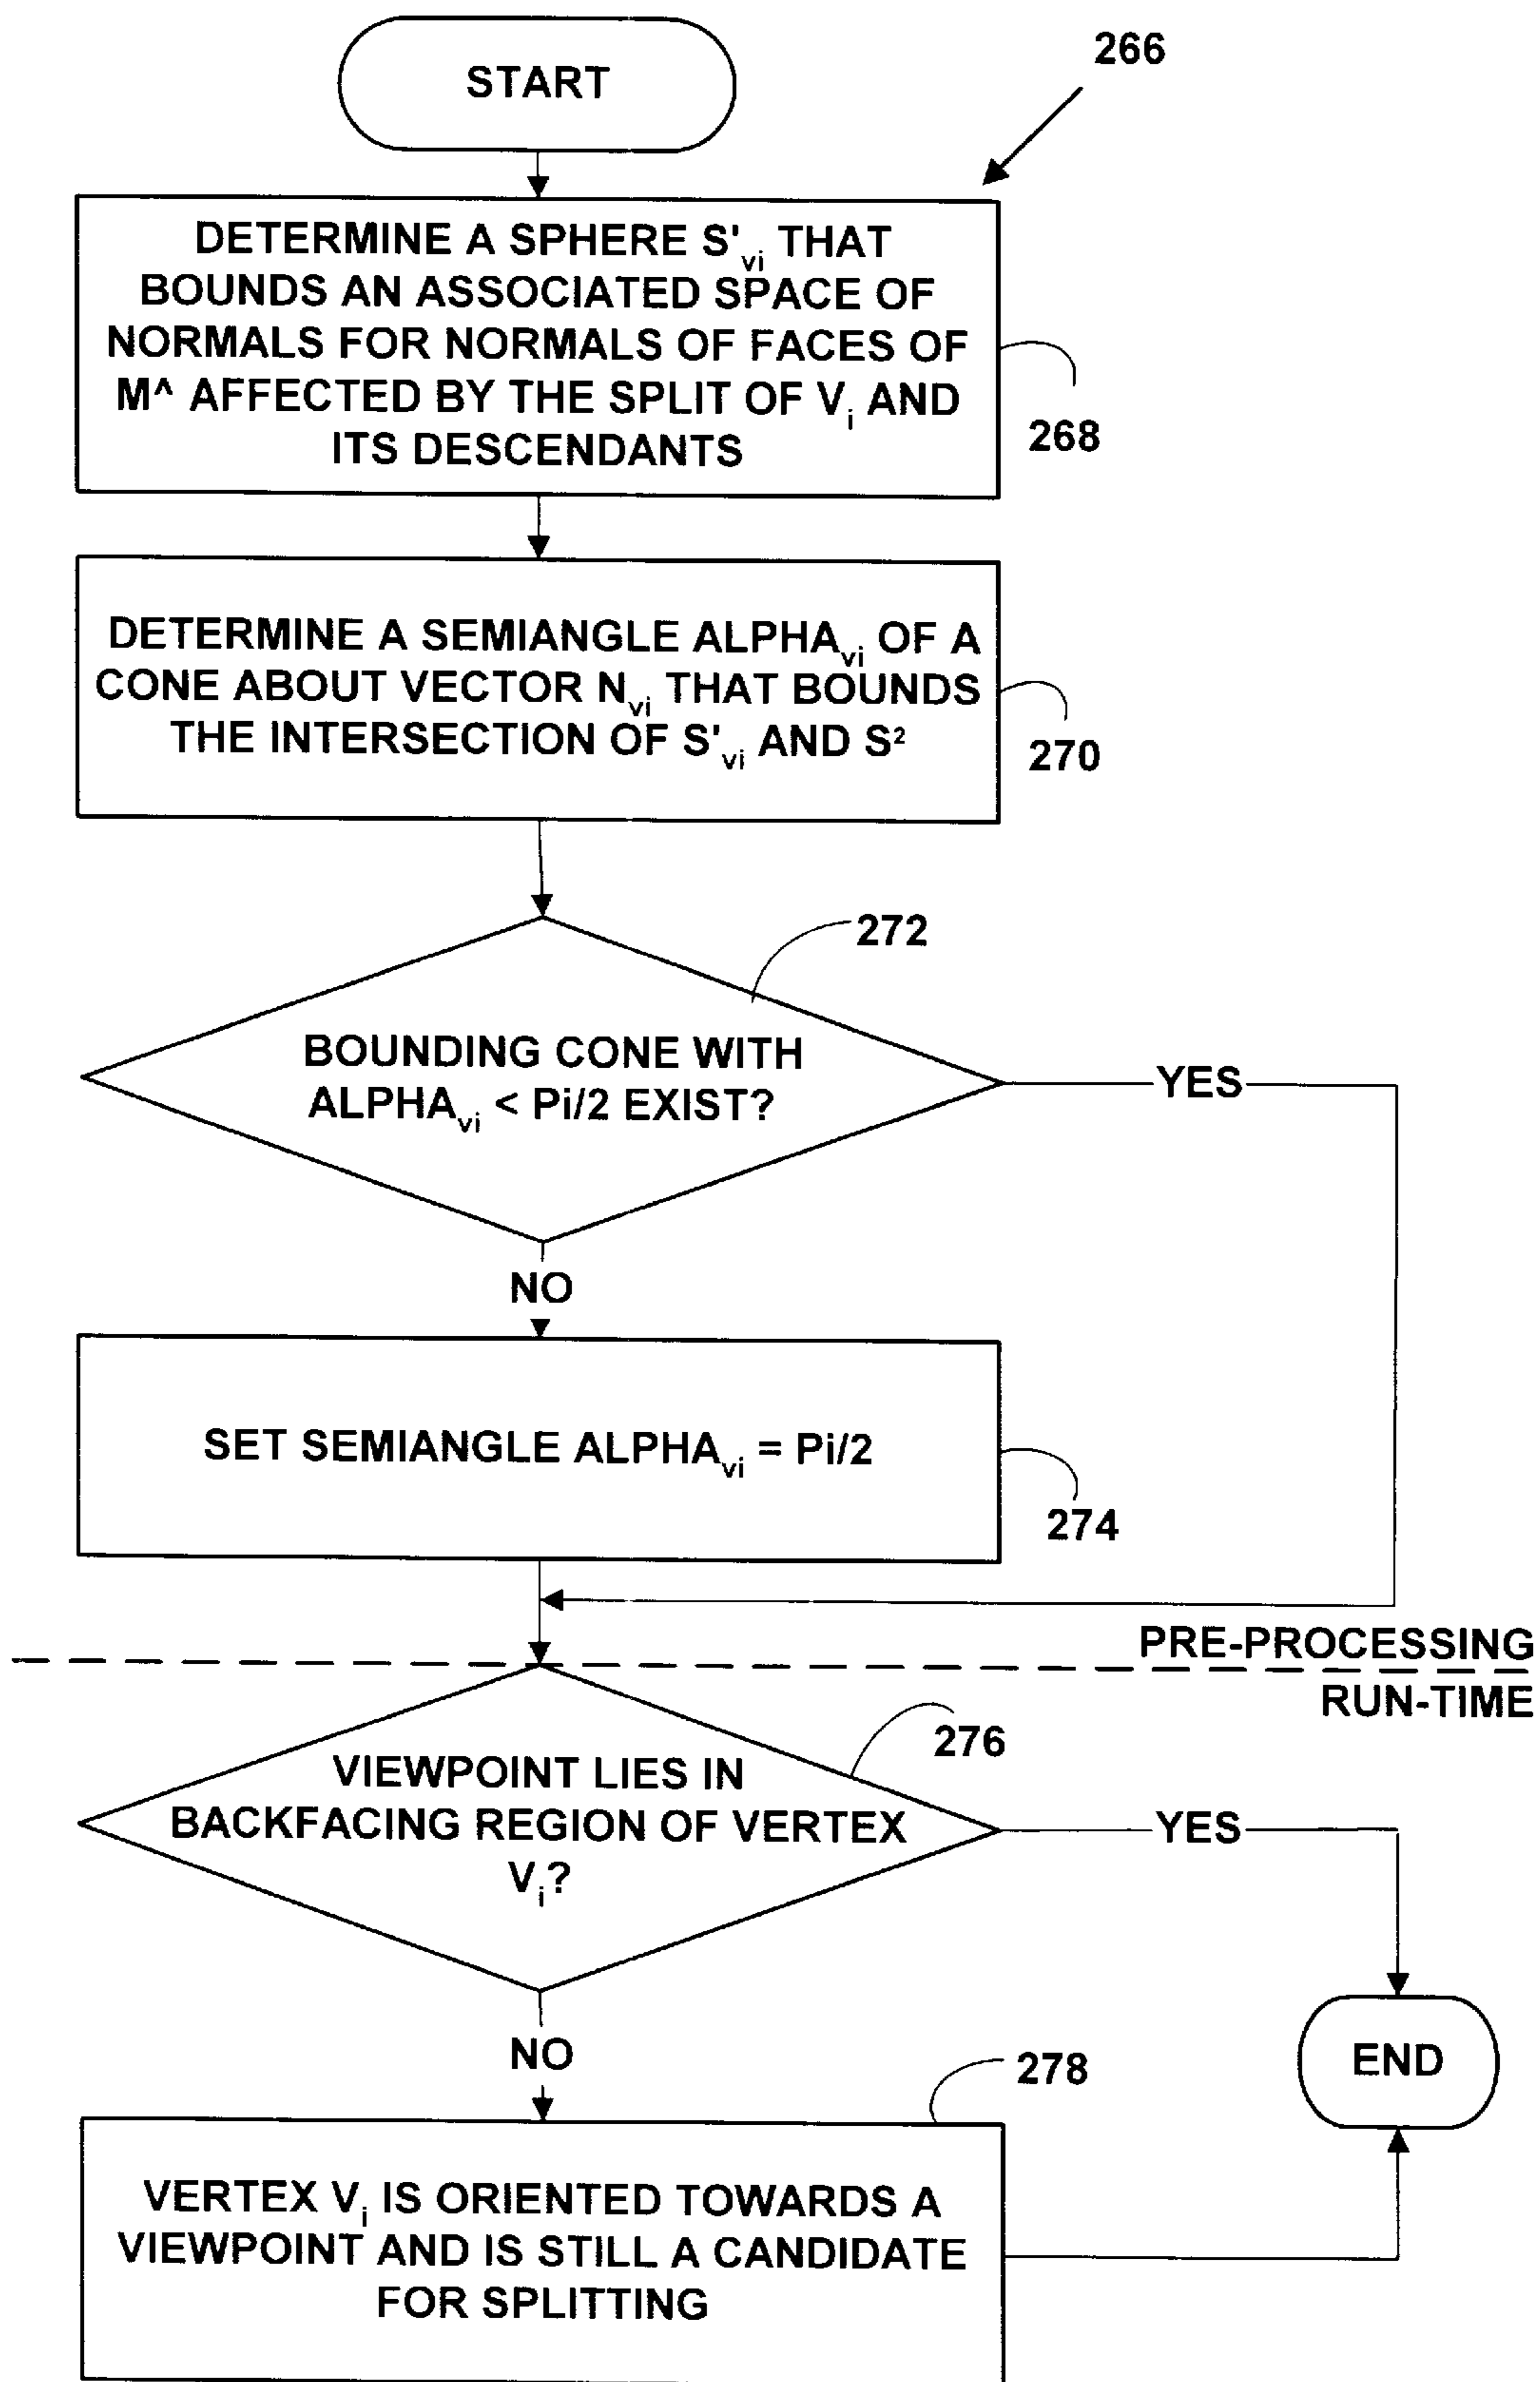 START
266
DETERMINE A SPHERE S'vi THAT
BOUNDS AN ASSOCIATED SPACE OF
NORMALS FOR NORMALS OF FACES OF
M^ AFFECTED BY THE SPLIT OF Vi AND
ITS DESCENDANTS
268
DETERMINE A SEMIANGLE ALPHAvi OF A
CONE ABOUT VECTOR Nvi THAT BOUNDS
THE INTERSECTION OF S'vi AND S²
270
272
BOUNDING CONE WITH
ALPHAvi < Pi/2 EXIST?
YES
NO
SET SEMIANGLE ALPHAvi = Pi/2
274
PRE-PROCESSING
RUN-TIME
276
VIEWPOINT LIES IN
BACKFACING REGION OF VERTEX
Vi?
YES
NO
END
278
VERTEX Vi IS ORIENTED TOWARDS A
VIEWPOINT AND IS STILL A CANDIDATE
FOR SPLITTING